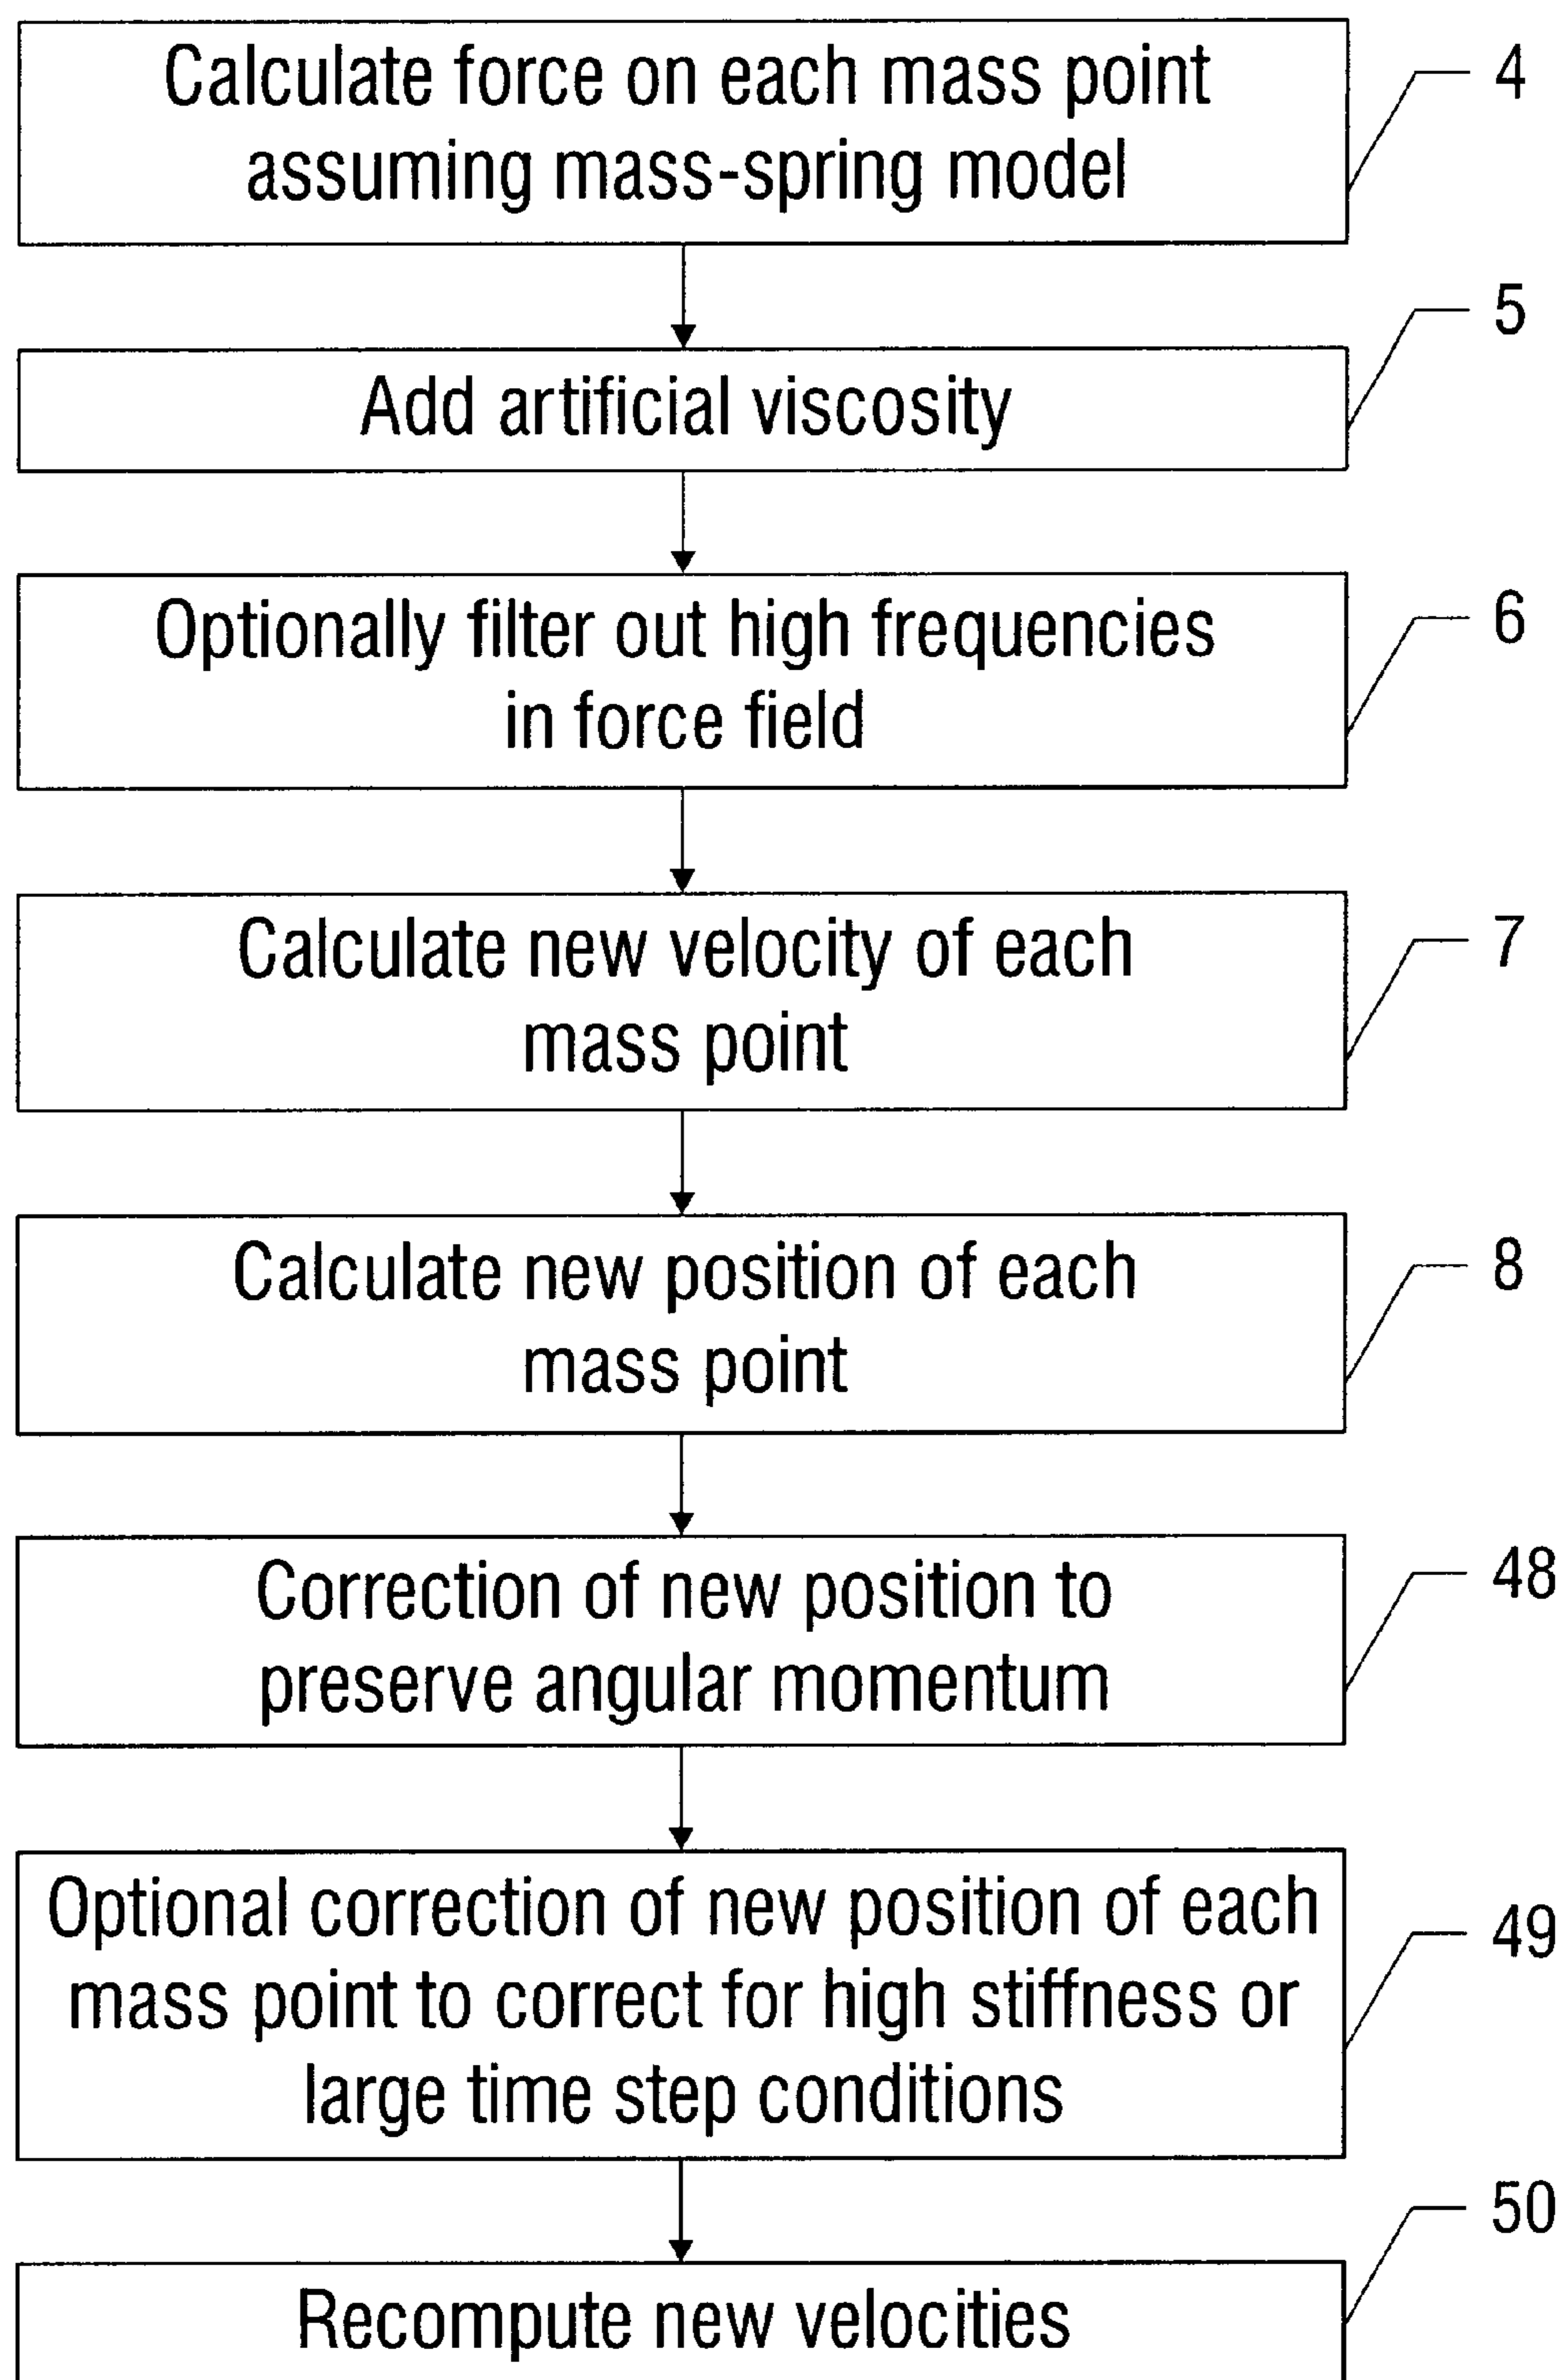 Calculate force on each mass point
assuming mass-spring model
4
Add artificial viscosity
5
Optionally filter out high frequencies
in force field
6
Calculate new velocity of each
mass point
7
Calculate new position of each
mass point
8
Correction of new position to
preserve angular momentum
48
Optional correction of new position of each
mass point to correct for high stiffness or
large time step conditions
49
Recompute new velocities
50